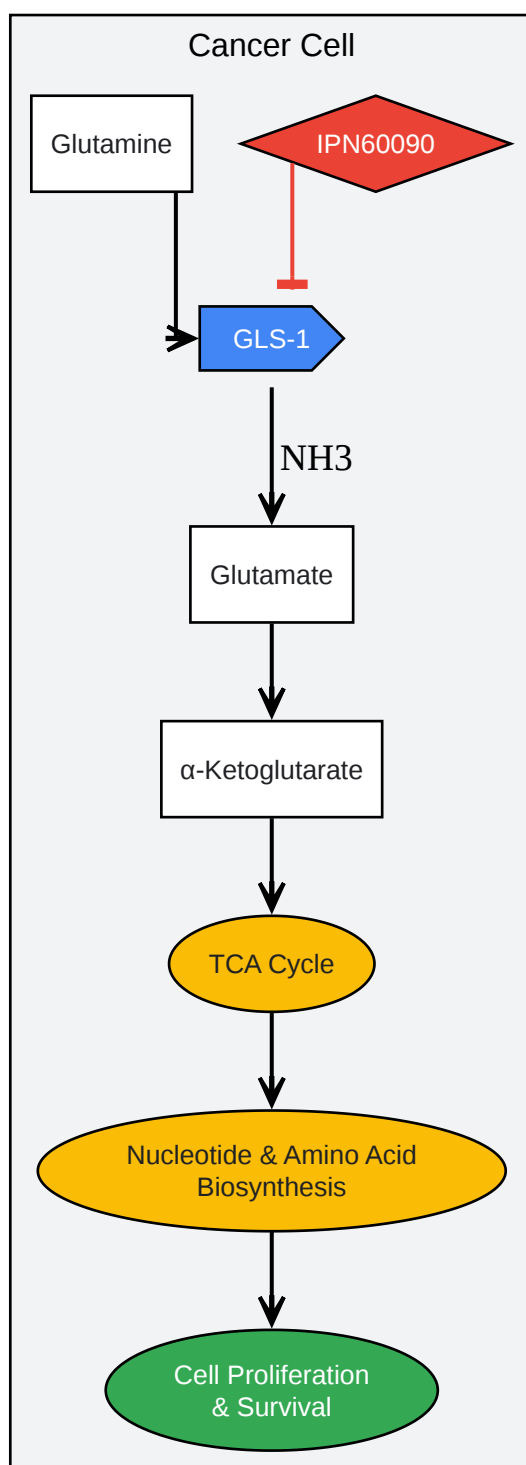 Cancer Cell
Glutamine
IPN60090
GLS-1
NH3
Glutamate
α-Ketoglutarate
TCA Cycle
Nucleotide & Amino Acid
Biosynthesis
Cell Proliferation
& Survival